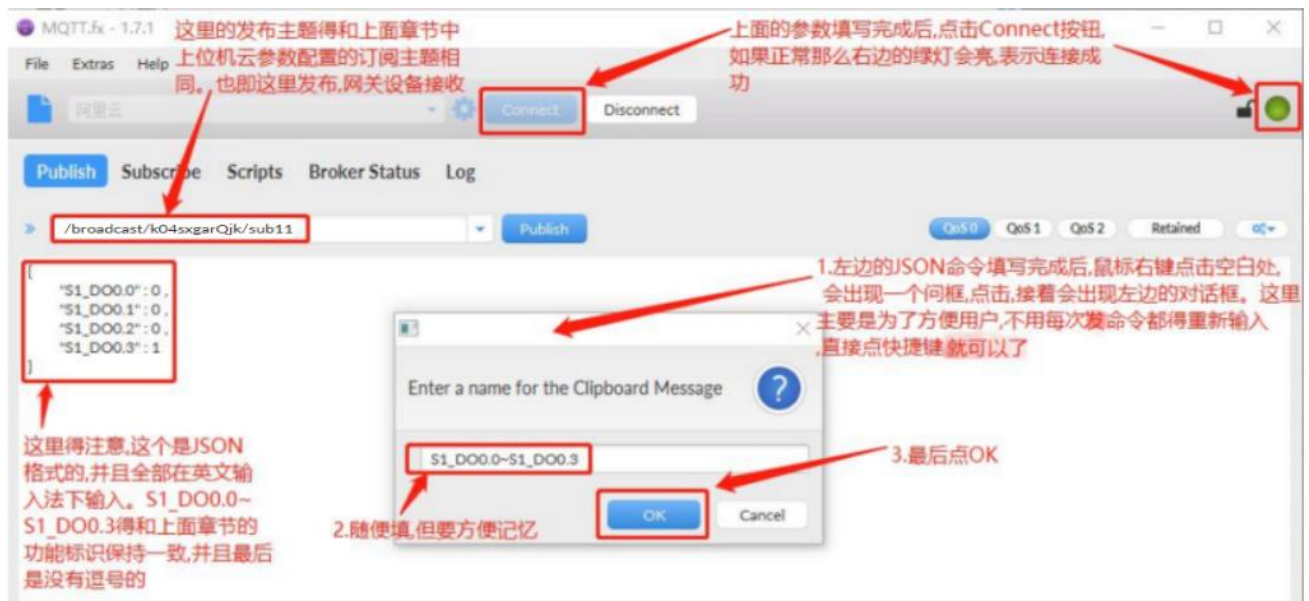 MQTT.fx - 1.7.1
这里的发布主题得和上面章节中
上位机云参数配置的订阅主题相
同。也即这里发布,网关设备接收
上面的参数填写完成后,点击Connect按钮,
如果正常那么右边的绿灯会亮,表示连接成
功
File Extras Help
阿里云
Connect
Disconnect
Publish Subscribe Scripts Broker Status Log
/broadcast/k04sxgarQjk/sub11
Publish
QoS 0 QoS 1 QoS 2 Retained
{
"S1_DO0.0" : 0 ,
"S1_DO0.1" : 0 ,
"S1_DO0.2" : 0 ,
"S1_DO0.3" : 1
}
1.左边的JSON命令填写完成后,鼠标右键点击空白处,
会出现一个问框,点击,接着会出现左边的对话框。这里
主要是为了方便用户,不用每次发命令都得重新输入
,直接点快捷键就可以了
Enter a name for the Clipboard Message
?
S1_DO0.0~S1_DO0.3
OK
Cancel
3.最后点OK
2.随便填,但要方便记忆
这里得注意,这个是JSON
格式的,并且全部在英文输
入法下输入。S1_DO0.0~
S1_DO0.3得和上面章节的
功能标识保持一致,并且最后
是没有逗号的